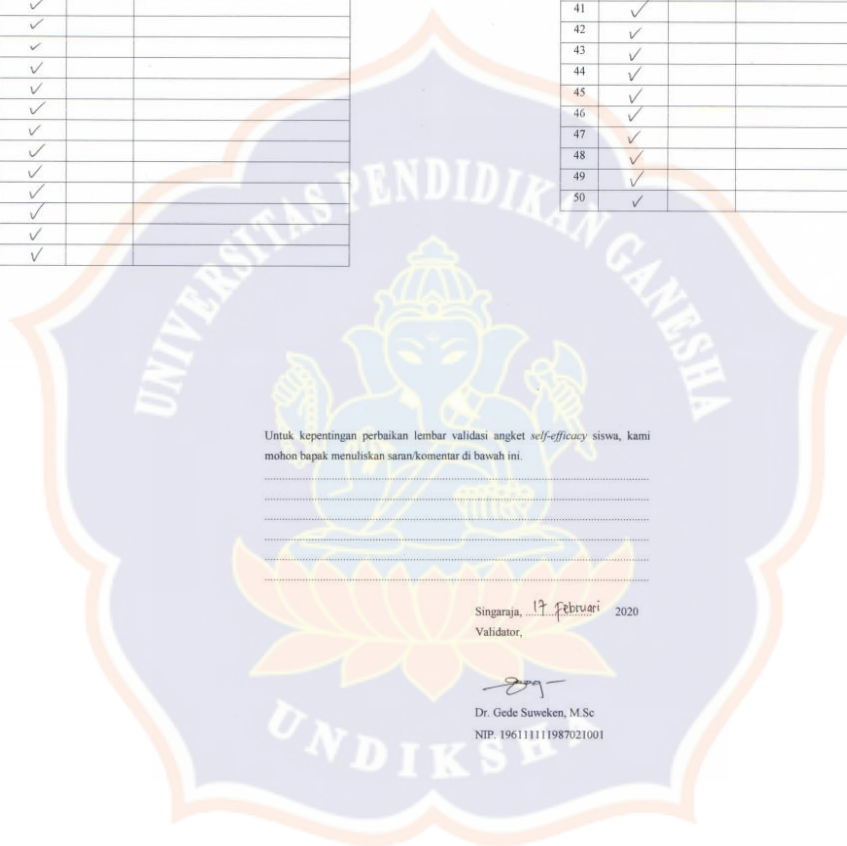 41 ✓
42 ✓
43 ✓
44 ✓
45 ✓
46 ✓
47 ✓
48 ✓
49 ✓
50 ✓
UNIVERSITAS PENDIDIKAN GANESHA
Untuk kepentingan perbaikan lembar validasi angket self-efficacy siswa, kami
mohon bapak menuliskan saran/komentar di bawah ini.
Singaraja, 17 Februari 2020
Validator,
Dr. Gede Suweken, M.Sc
NIP. 196111111987021001
UNDIKSHA